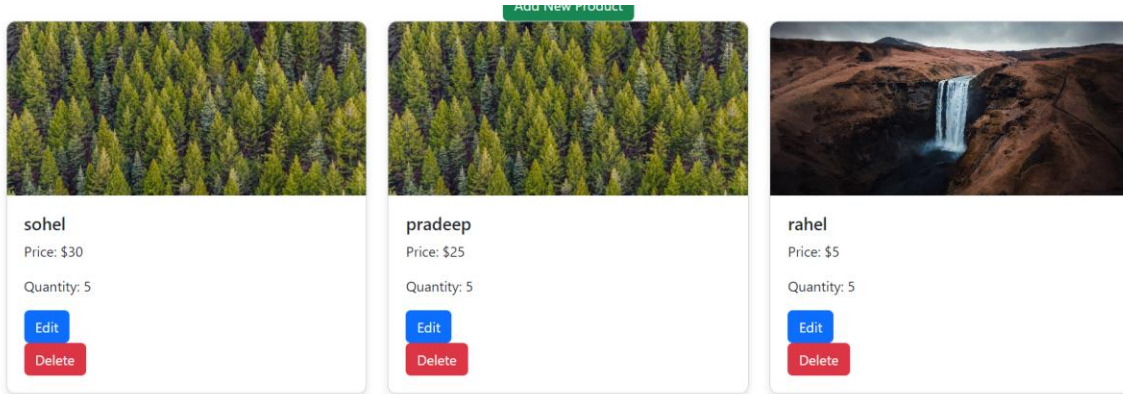 Add New Product
sohel
Price: $30
Quantity: 5
Edit
Delete
pradeep
Price: $25
Quantity: 5
Edit
Delete
rahel
Price: $5
Quantity: 5
Edit
Delete